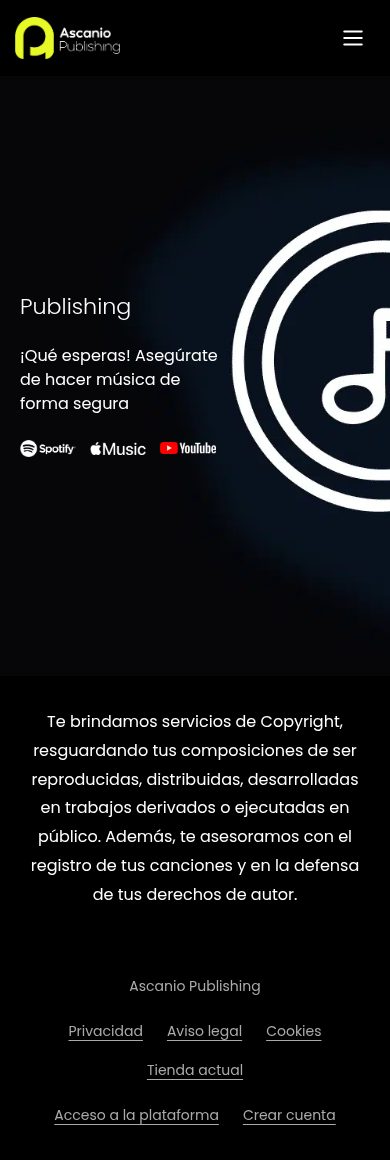 Ascanio
Publishing
Publishing
¡Qué esperas! Asegúrate
de hacer música de
forma segura
Spotify Music YouTube
Te brindamos servicios de Copyright,
resguardando tus composiciones de ser
reproducidas, distribuidas, desarrolladas
en trabajos derivados o ejecutadas en
público. Además, te asesoramos con el
registro de tus canciones y en la defensa
de tus derechos de autor.
Ascanio Publishing
Privacidad Aviso legal Cookies
Tienda actual
Acceso a la plataforma Crear cuenta